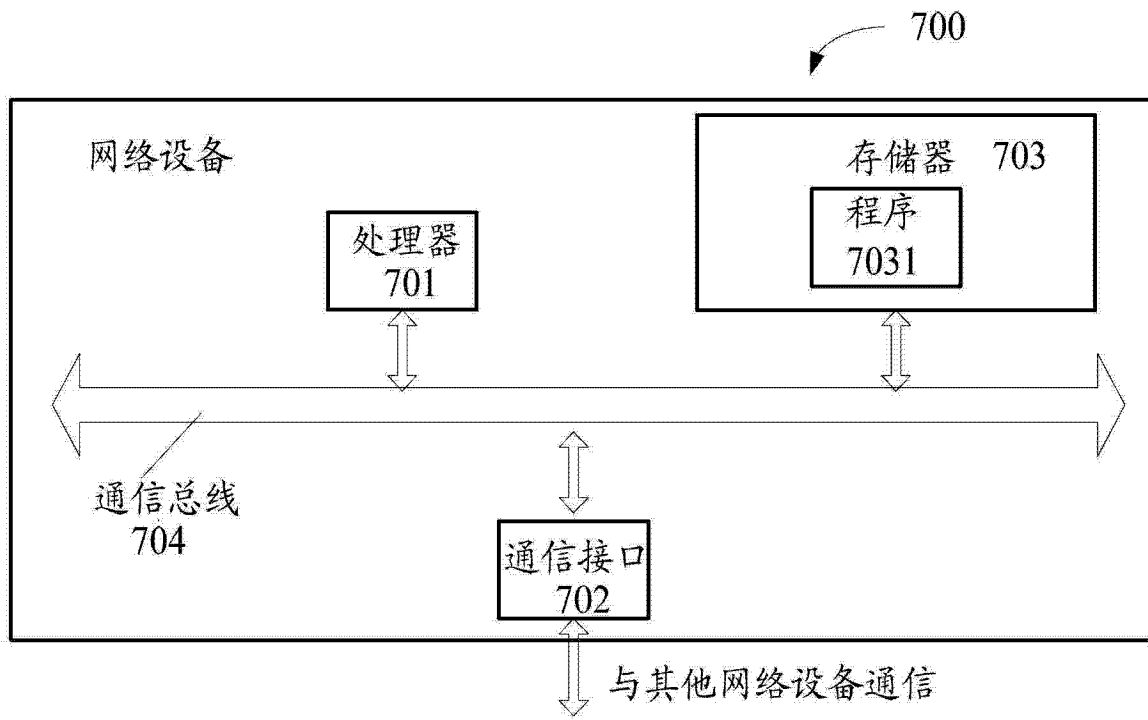 700
网络设备
存储器 703
程序
7031
处理器
701
通信总线
704
通信接口
702
与其他网络设备通信